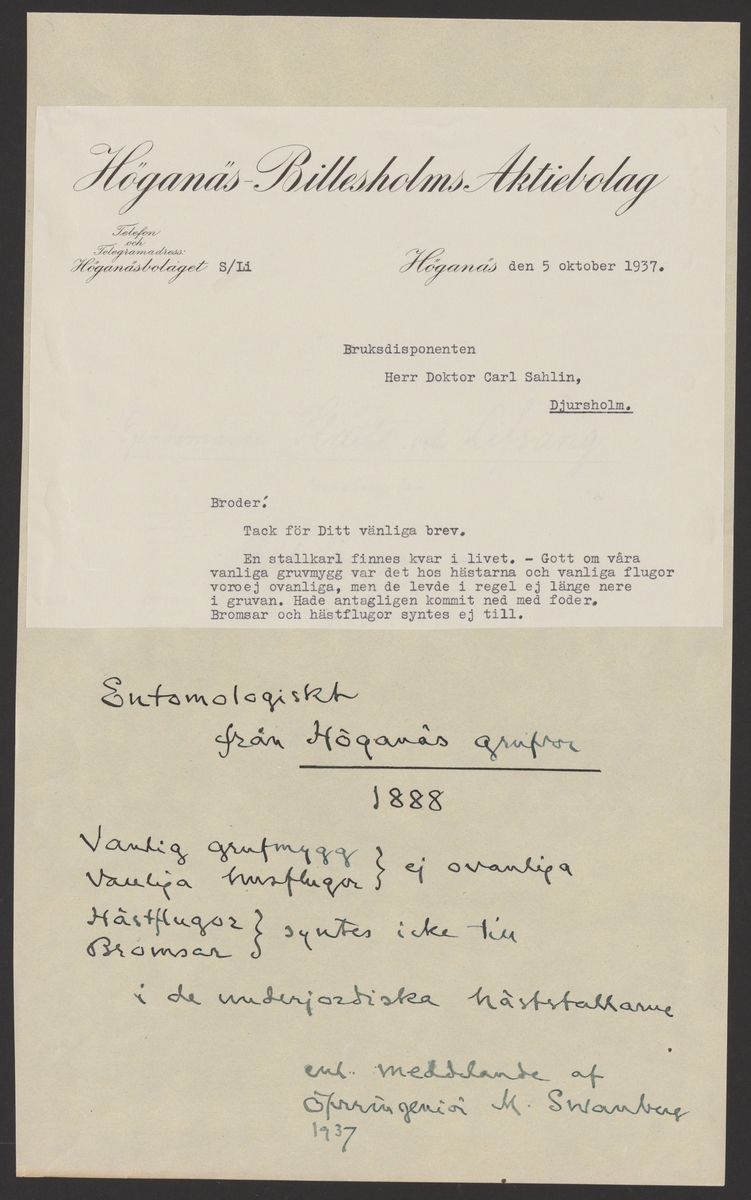 Höganäs-Billesholms Aktiebolag
Telefon
och
Telegramadress:
Höganäsbolaget S/Li
Höganäs den 5 oktober 1937.
Bruksdisponenten
Herr Doktor Carl Sahlin,
Djursholm.
Broder!
Tack för Ditt vänliga brev.
En stallkarl finnes kvar i livet. - Gott om våra
vanliga gruvmygg var det hos hästarna och vanliga flugor
voro ej ovanliga, men de levde i regel ej länge nere
i gruvan. Hade antagligen kommit ned med foder.
Bromsar och hästflugor syntes ej till.
Entomologiskt
från Höganäs grufvor
1888
Vanlig grufmygg
Vanliga husflugor } ej ovanliga
Hästflugor
Bromsar } syntes icke till
i de underjordiska häststallarne
enl. meddelande af
Öfveringeniör M. Swanberg
1937